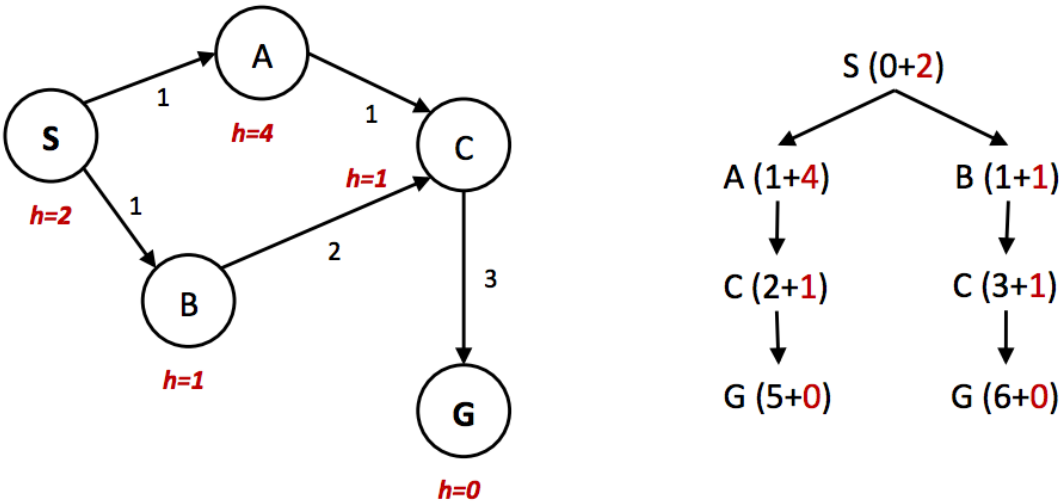 A
1
h=4
1
S
h=2
C
h=1
1
2
B
h=1
3
G
h=0
S (0+2)
A (1+4)
B (1+1)
C (2+1)
C (3+1)
G (5+0)
G (6+0)